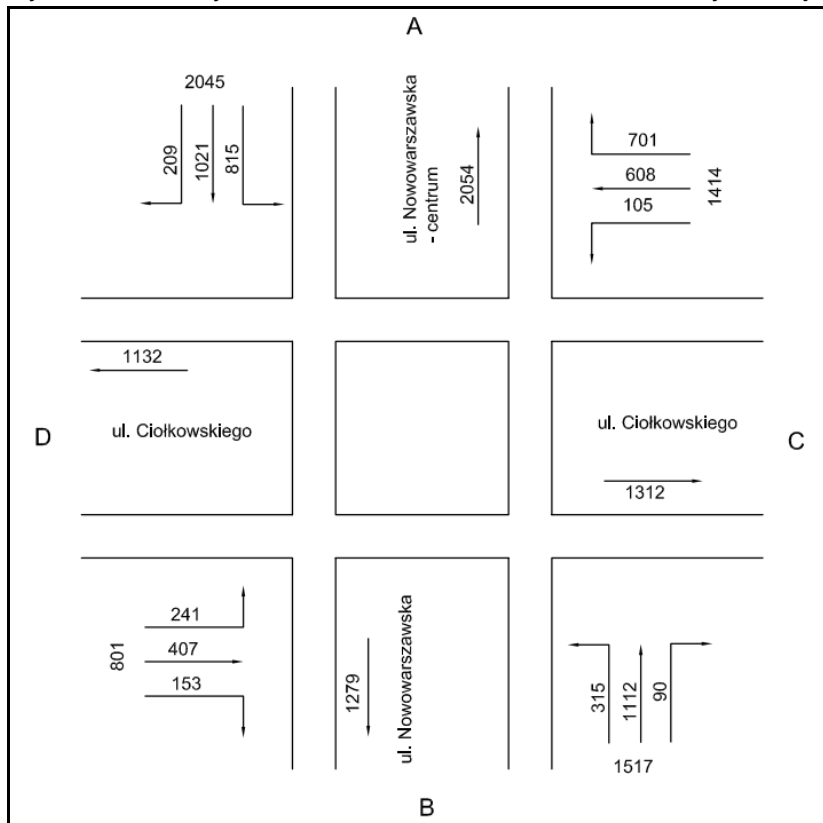 A
2045
209
1021
815
ul. Nowowarszawska
- centrum
2054
701
608
105
1414
1132
ul. Ciołkowskiego
D
ul. Ciołkowskiego
C
1312
241
407
153
801
1279
ul. Nowowarszawska
315
1112
90
1517
B